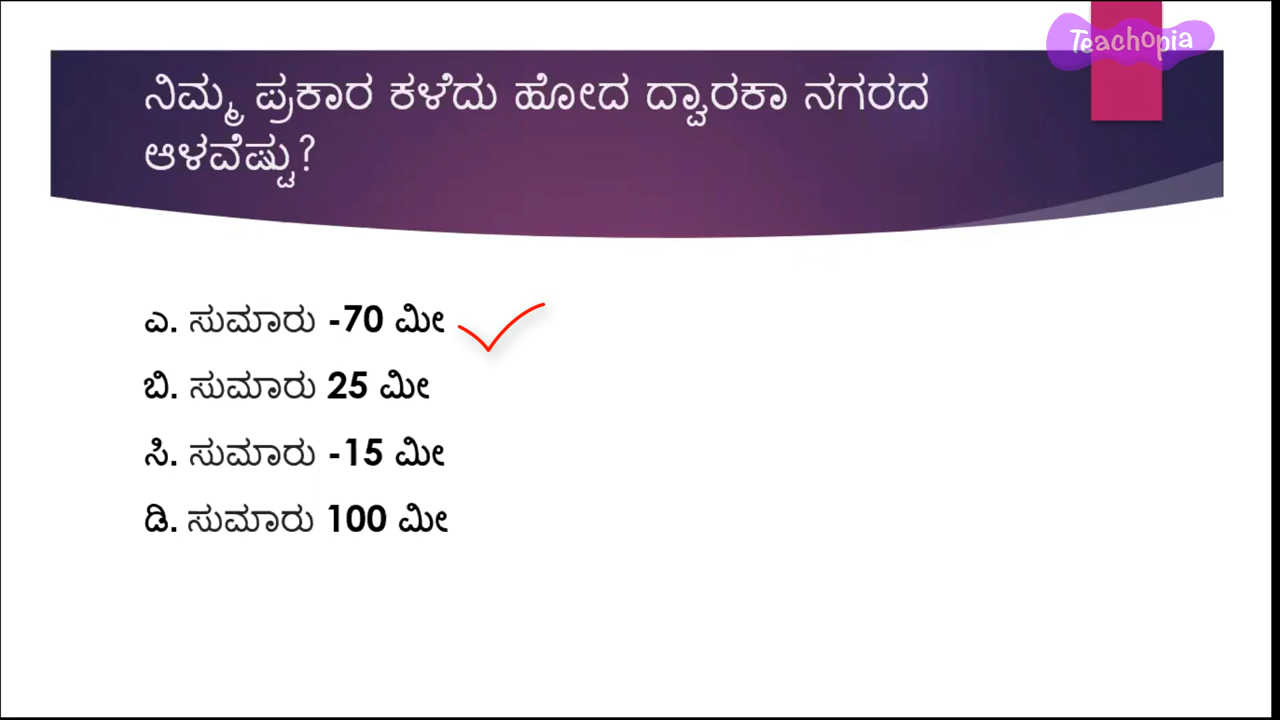 Teachopia
ನಿಮ್ಮ ಪ್ರಕಾರ ಕಳೆದು ಹೋದ ದ್ವಾರಕಾ ನಗರದ
ಆಳವೆಷ್ಟು?
ಎ. ಸುಮಾರು -70 ಮೀ
ಬಿ. ಸುಮಾರು 25 ಮೀ
ಸಿ. ಸುಮಾರು -15 ಮೀ
ಡಿ. ಸುಮಾರು 100 ಮೀ